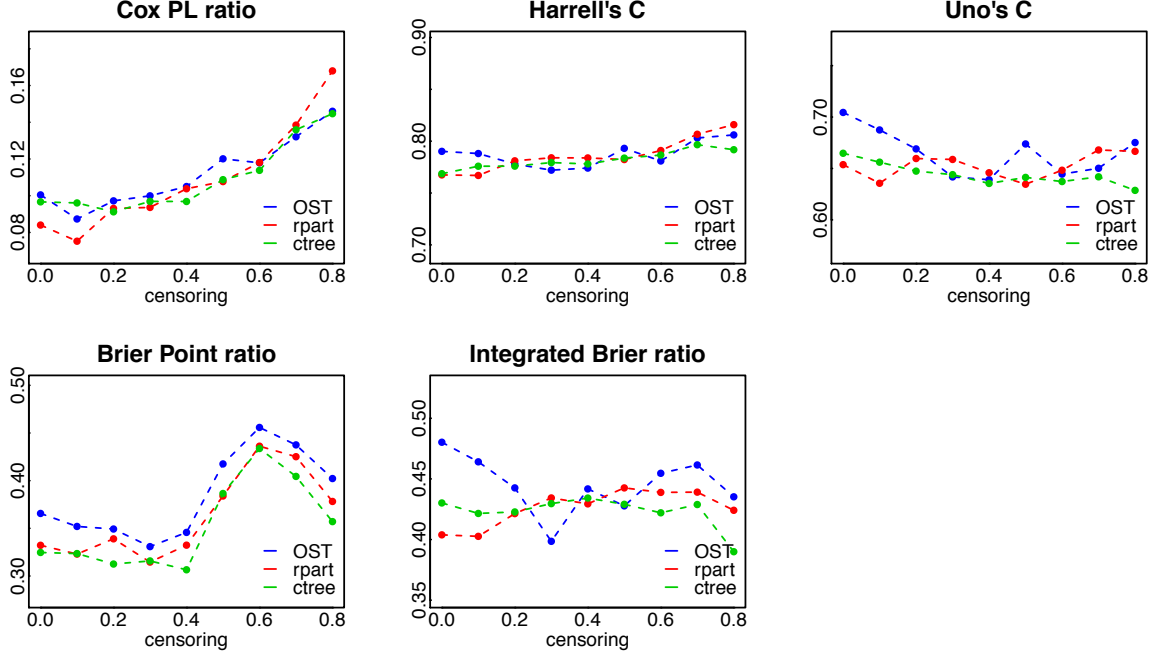 Cox PL ratio
0.16
0.12
0.08
OST
rpart
ctree
0.0 0.2 0.4 0.6 0.8
censoring
Harrell's C
0.90
0.80
0.70
OST
rpart
ctree
0.0 0.2 0.4 0.6 0.8
censoring
Uno's C
0.70
0.60
OST
rpart
ctree
0.0 0.2 0.4 0.6 0.8
censoring
Brier Point ratio
0.50
0.40
0.30
OST
rpart
ctree
0.0 0.2 0.4 0.6 0.8
censoring
Integrated Brier ratio
0.50
0.45
0.40
0.35
OST
rpart
ctree
0.0 0.2 0.4 0.6 0.8
censoring